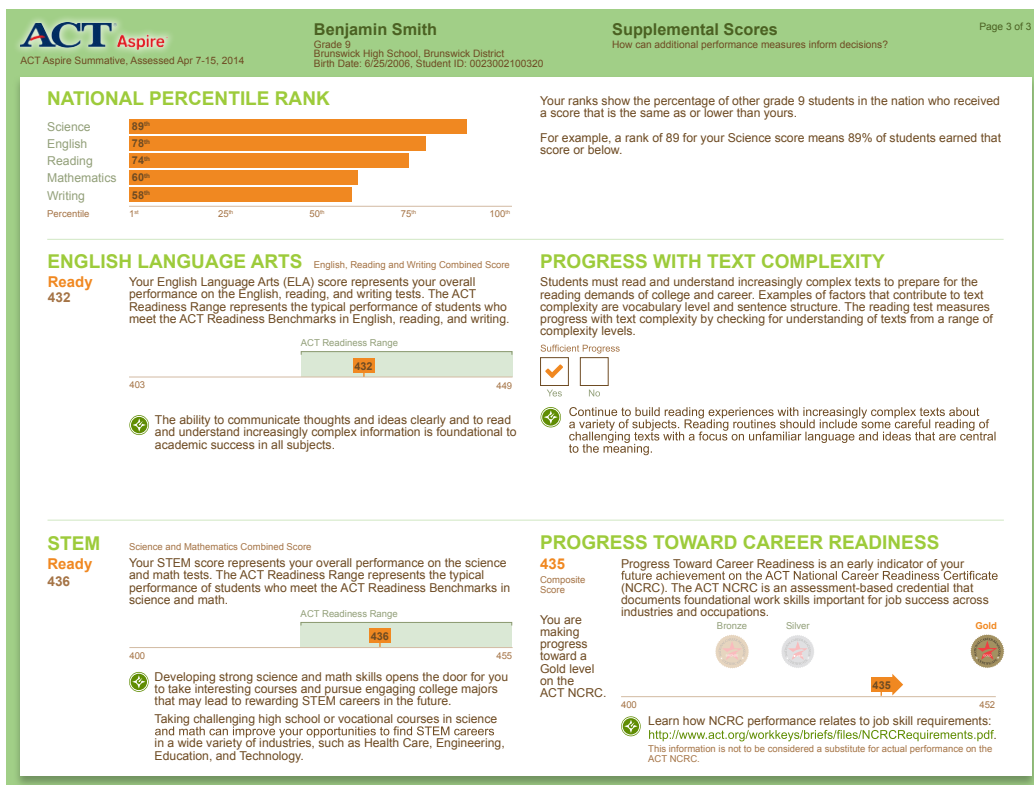 ACT Aspire
ACT Aspire Summative, Assessed Apr 7-15, 2014
Benjamin Smith
Grade 9
Brunswick High School, Brunswick District
Birth Date: 6/25/2006, Student ID: 0023002100320
Supplemental Scores
How can additional performance measures inform decisions?
Page 3 of 3
NATIONAL PERCENTILE RANK
Science 89th
English 78th
Reading 74th
Mathematics 60th
Writing 58th
Percentile 1st 25th 50th 75th 100th
Your ranks show the percentage of other grade 9 students in the nation who received
a score that is the same as or lower than yours.
For example, a rank of 89 for your Science score means 89% of students earned that
score or below.
ENGLISH LANGUAGE ARTS English, Reading and Writing Combined Score
Ready
432
Your English Language Arts (ELA) score represents your overall
performance on the English, reading, and writing tests. The ACT
Readiness Range represents the typical performance of students who
meet the ACT Readiness Benchmarks in English, reading, and writing.
ACT Readiness Range
432
403 449
The ability to communicate thoughts and ideas clearly and to read
and understand increasingly complex information is foundational to
academic success in all subjects.
PROGRESS WITH TEXT COMPLEXITY
Students must read and understand increasingly complex texts to prepare for the
reading demands of college and career. Examples of factors that contribute to text
complexity are vocabulary level and sentence structure. The reading test measures
progress with text complexity by checking for understanding of texts from a range of
complexity levels.
Sufficient Progress
Yes No
Continue to build reading experiences with increasingly complex texts about
a variety of subjects. Reading routines should include some careful reading of
challenging texts with a focus on unfamiliar language and ideas that are central
to the meaning.
STEM Science and Mathematics Combined Score
Ready
436
Your STEM score represents your overall performance on the science
and math tests. The ACT Readiness Range represents the typical
performance of students who meet the ACT Readiness Benchmarks in
science and math.
ACT Readiness Range
436
400 455
Developing strong science and math skills opens the door for you
to take interesting courses and pursue engaging college majors
that may lead to rewarding STEM careers in the future.
Taking challenging high school or vocational courses in science
and math can improve your opportunities to find STEM careers
in a wide variety of industries, such as Health Care, Engineering,
Education, and Technology.
PROGRESS TOWARD CAREER READINESS
435
Composite
Score
You are
making
progress
toward a
Gold level
on the
ACT NCRC.
Progress Toward Career Readiness is an early indicator of your
future achievement on the ACT National Career Readiness Certificate
(NCRC). The ACT NCRC is an assessment-based credential that
documents foundational work skills important for job success across
industries and occupations.
Bronze Silver Gold
435
400 452
Learn how NCRC performance relates to job skill requirements:
http://www.act.org/workkeys/briefs/files/NCRCRequirements.pdf.
This information is not to be considered a substitute for actual performance on the
ACT NCRC.